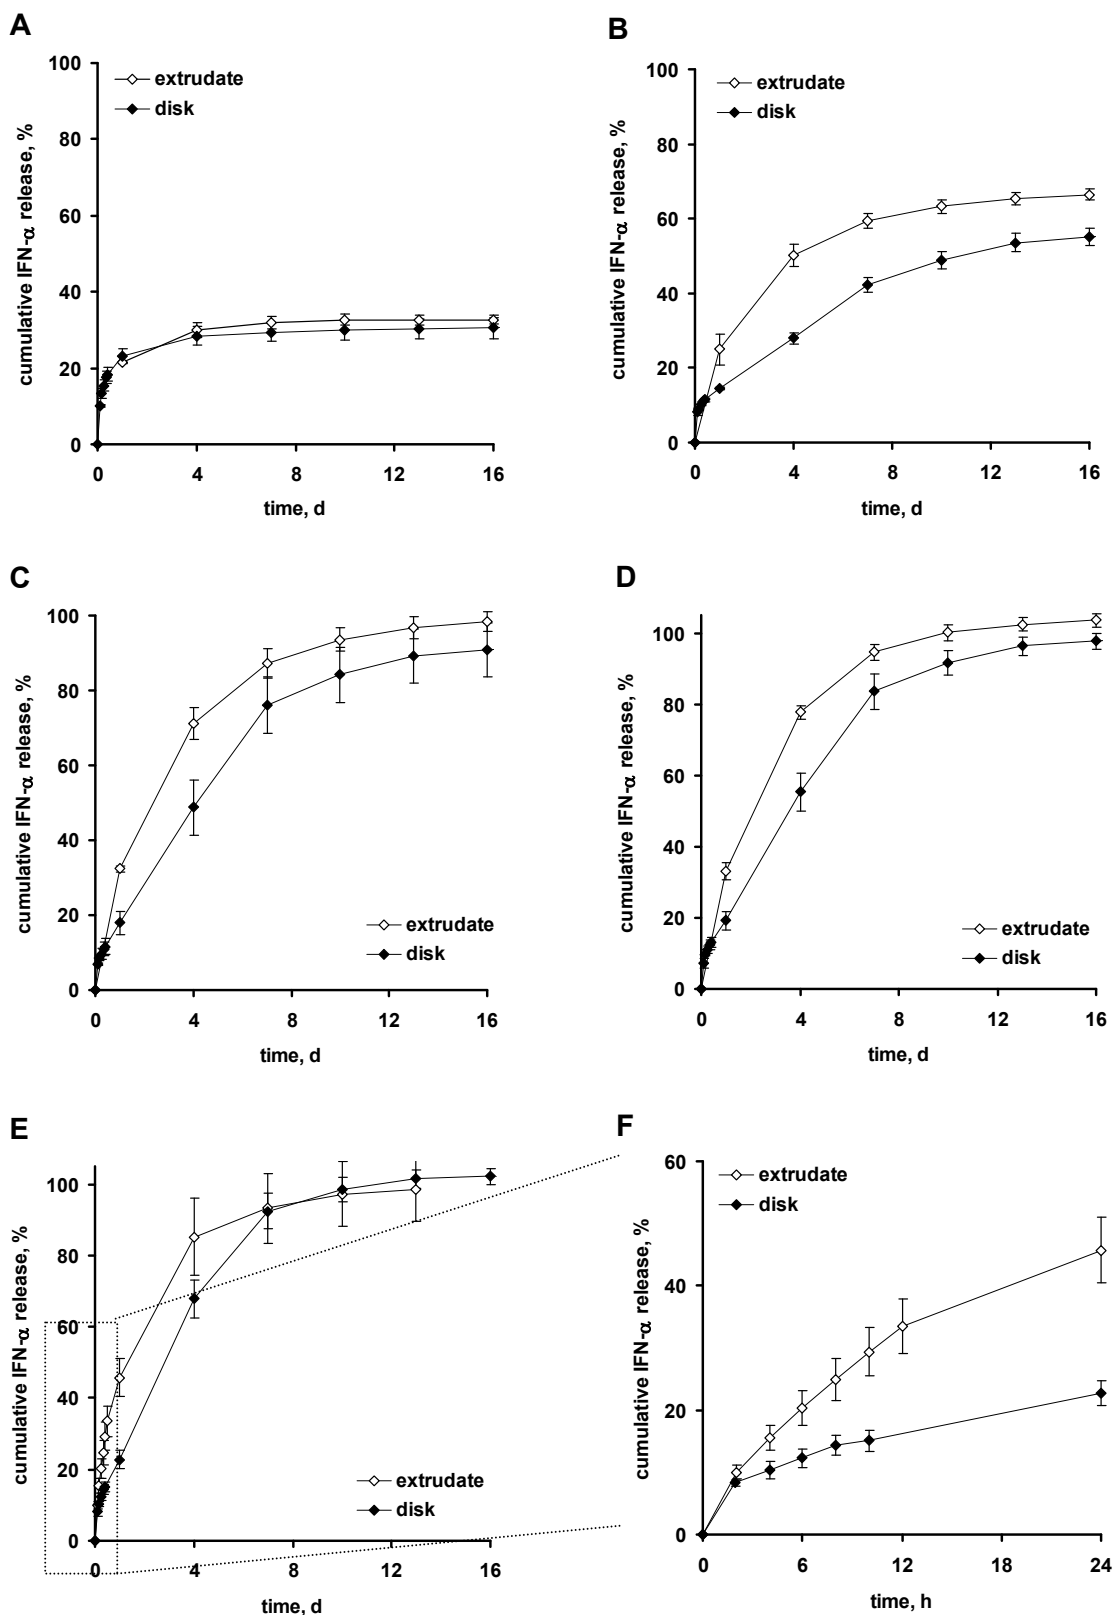 A
cumulative IFN-α release, %
100
80
60
40
20
0
extrudate
disk
0 4 8 12 16
time, d
B
cumulative IFN-α release, %
100
80
60
40
20
0
extrudate
disk
0 4 8 12 16
time, d
C
cumulative IFN-α release, %
100
80
60
40
20
0
extrudate
disk
0 4 8 12 16
time, d
D
cumulative IFN-α release, %
100
80
60
40
20
0
extrudate
disk
0 4 8 12 16
time, d
E
cumulative IFN-α release, %
100
80
60
40
20
0
extrudate
disk
0 4 8 12 16
time, d
F
cumulative IFN-α release, %
60
40
20
0
extrudate
disk
0 6 12 18 24
time, h